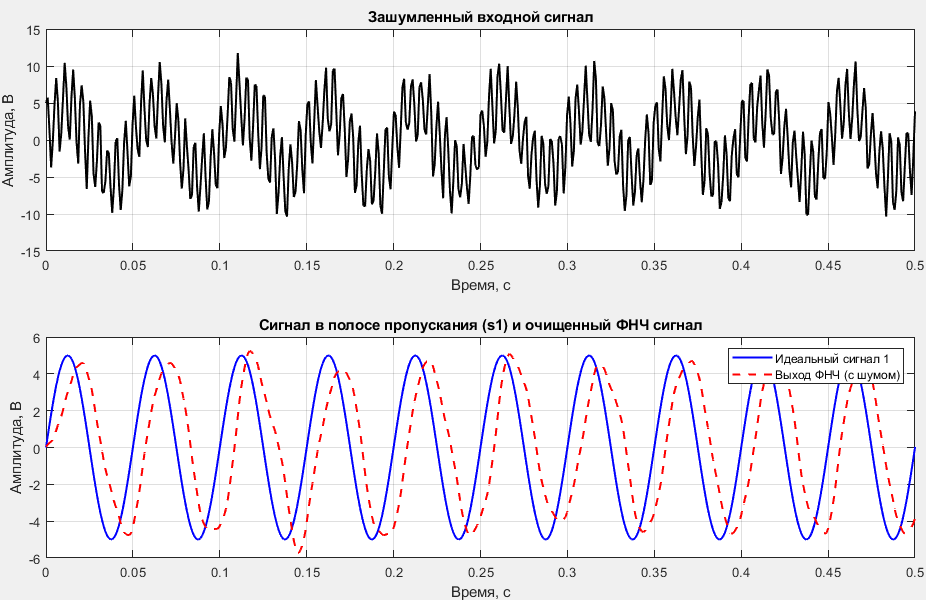 Зашумленный входной сигнал
15
10
5
0
-5
-10
-15
Амплитуда, В
0 0.05 0.1 0.15 0.2 0.25 0.3 0.35 0.4 0.45 0.5
Время, с
Сигнал в полосе пропускания (s1) и очищенный ФНЧ сигнал
6
4
2
0
-2
-4
-6
Амплитуда, В
Идеальный сигнал 1
Выход ФНЧ (с шумом)
0 0.05 0.1 0.15 0.2 0.25 0.3 0.35 0.4 0.45 0.5
Время, с